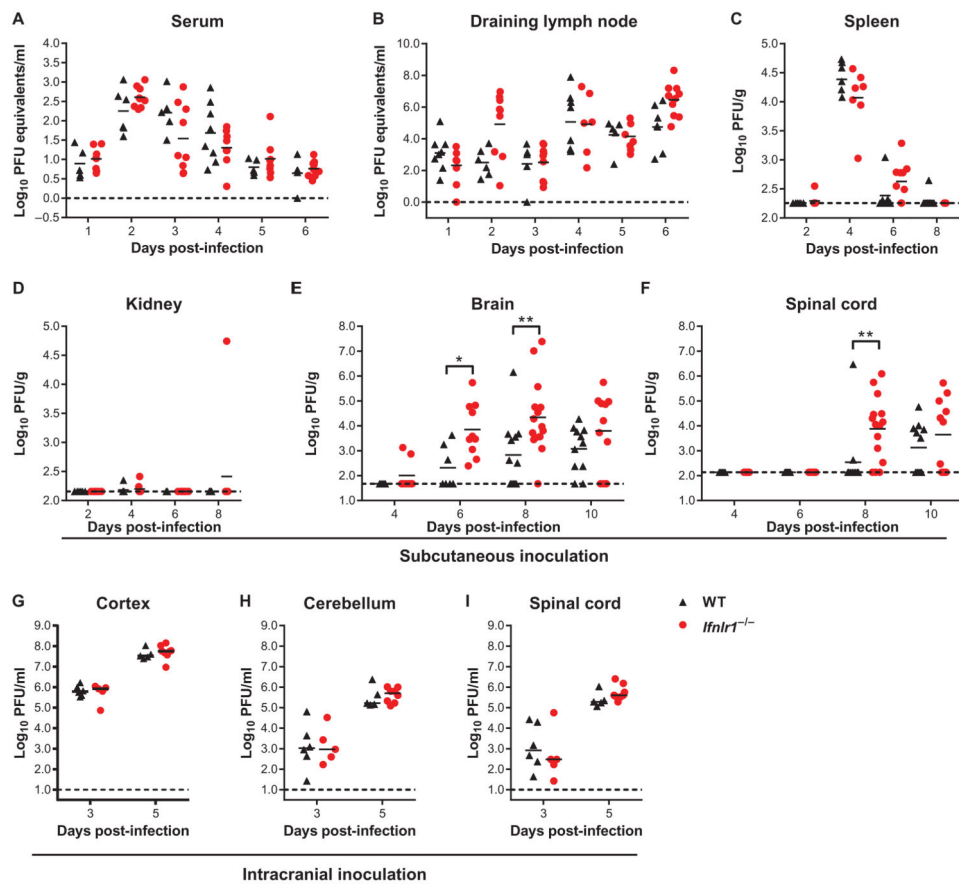 A Serum
Log10 PFU equivalents/ml
4.0
3.5
3.0
2.5
2.0
1.5
1.0
0.5
0.0
–0.5
1 2 3 4 5 6
Days post-infection
B Draining lymph node
Log10 PFU equivalents/ml
10.0
8.0
6.0
4.0
2.0
0.0
1 2 3 4 5 6
Days post-infection
C Spleen
Log10 PFU/g
5.0
4.5
4.0
3.5
3.0
2.5
2.0
2 4 6 8
Days post-infection
D Kidney
Log10 PFU/g
5.0
4.5
4.0
3.5
3.0
2.5
2.0
2 4 6 8
Days post-infection
E Brain
Log10 PFU/g
8.0
7.0
6.0
5.0
4.0
3.0
2.0
1.0
*
**
4 6 8 10
Days post-infection
F Spinal cord
Log10 PFU/g
8.0
7.0
6.0
5.0
4.0
3.0
2.0
1.0
**
4 6 8 10
Days post-infection
Subcutaneous inoculation
G Cortex
Log10 PFU/ml
10.0
9.0
8.0
7.0
6.0
5.0
4.0
3.0
2.0
1.0
3 5
Days post-infection
H Cerebellum
Log10 PFU/ml
10.0
9.0
8.0
7.0
6.0
5.0
4.0
3.0
2.0
1.0
3 5
Days post-infection
I Spinal cord
Log10 PFU/ml
10.0
9.0
8.0
7.0
6.0
5.0
4.0
3.0
2.0
1.0
3 5
Days post-infection
WT
Ifnlr1–/–
Intracranial inoculation